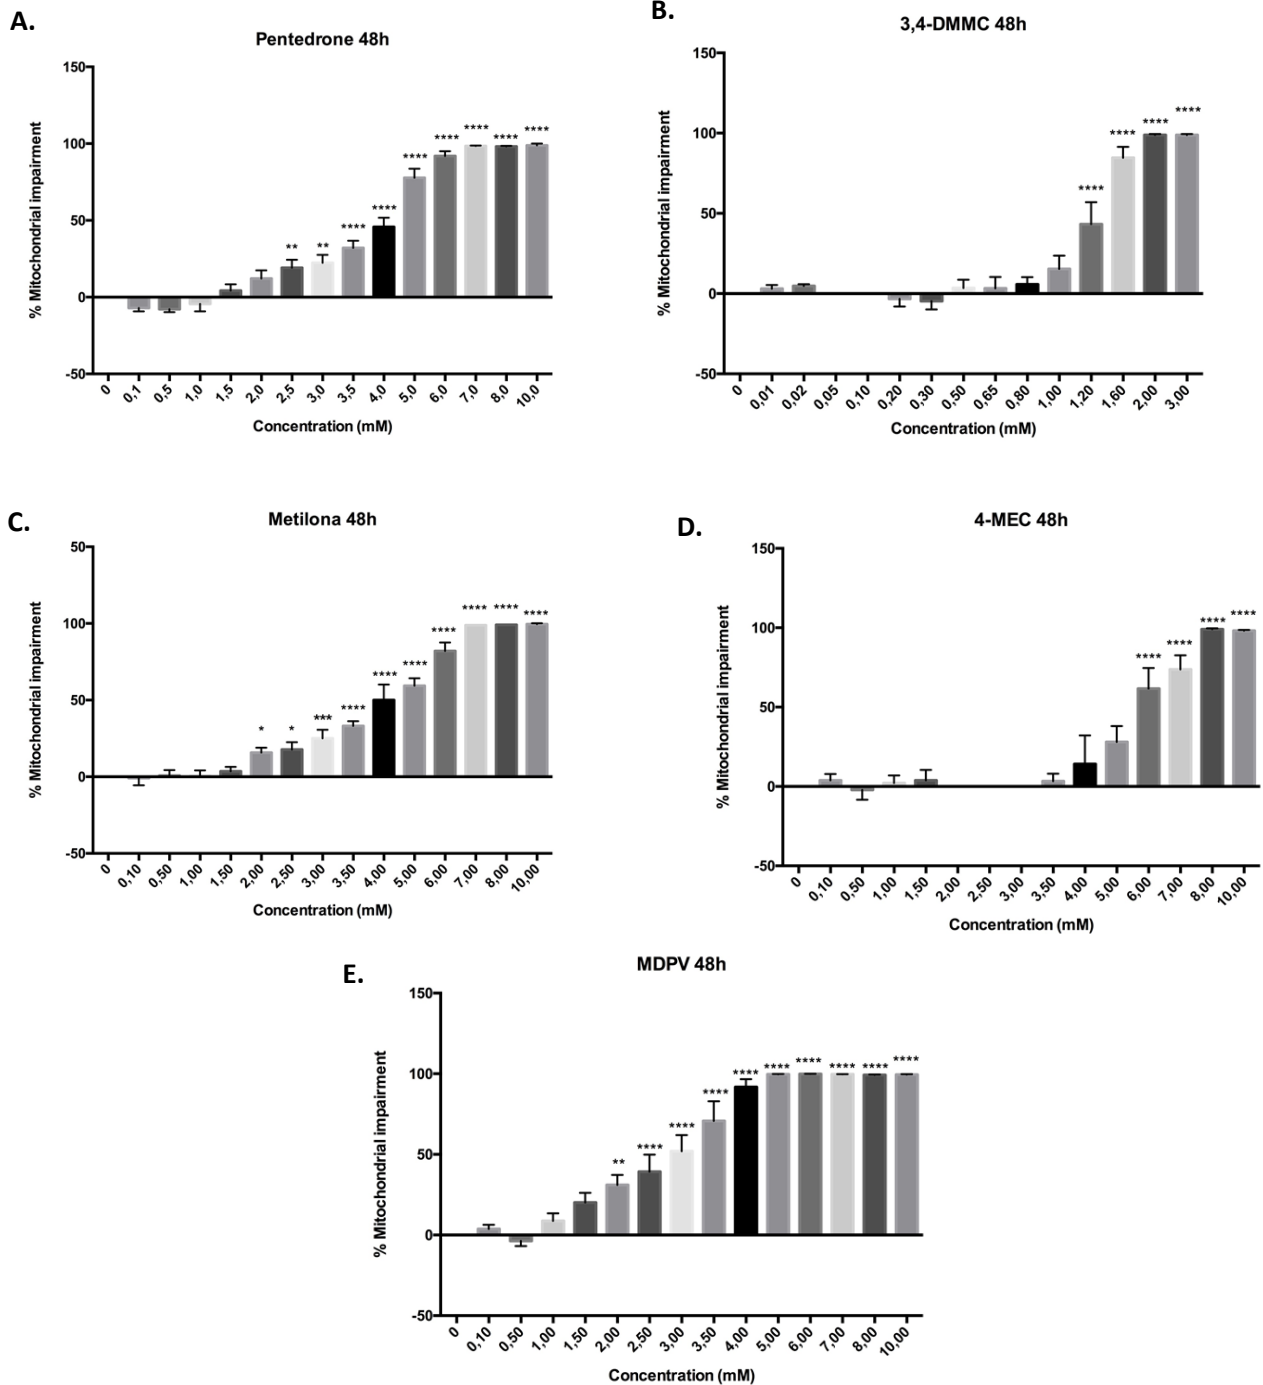 A.
Pentedrone 48h
% Mitochondrial impairment
150
100
50
0
-50
** ** **** **** **** **** **** **** ****
0 0,1 0,5 1,0 1,5 2,0 2,5 3,0 3,5 4,0 5,0 6,0 7,0 8,0 10,0
Concentration (mM)
B.
3,4-DMMC 48h
% Mitochondrial impairment
150
100
50
0
-50
**** **** **** ****
0 0,01 0,02 0,05 0,10 0,20 0,30 0,50 0,65 0,80 1,00 1,20 1,60 2,00 3,00
Concentration (mM)
C.
Metilona 48h
% Mitochondrial impairment
50
100
50
0
-50
* * *** **** **** **** **** **** **** ****
0 0,10 0,50 1,00 1,50 2,00 2,50 3,00 3,50 4,00 5,00 6,00 7,00 8,00 10,00
Concentration (mM)
D.
4-MEC 48h
% Mitochondrial impairment
150
100
50
0
-50
**** **** **** ****
0 0,10 0,50 1,00 1,50 2,00 2,50 3,00 3,50 4,00 5,00 6,00 7,00 8,00 10,00
Concentration (mM)
E.
MDPV 48h
% Mitochondrial impairment
150
100
50
0
-50
** **** **** **** **** **** **** **** **** ****
0 0,10 0,50 1,00 1,50 2,00 2,50 3,00 3,50 4,00 5,00 6,00 7,00 8,00 10,00
Concentration (mM)